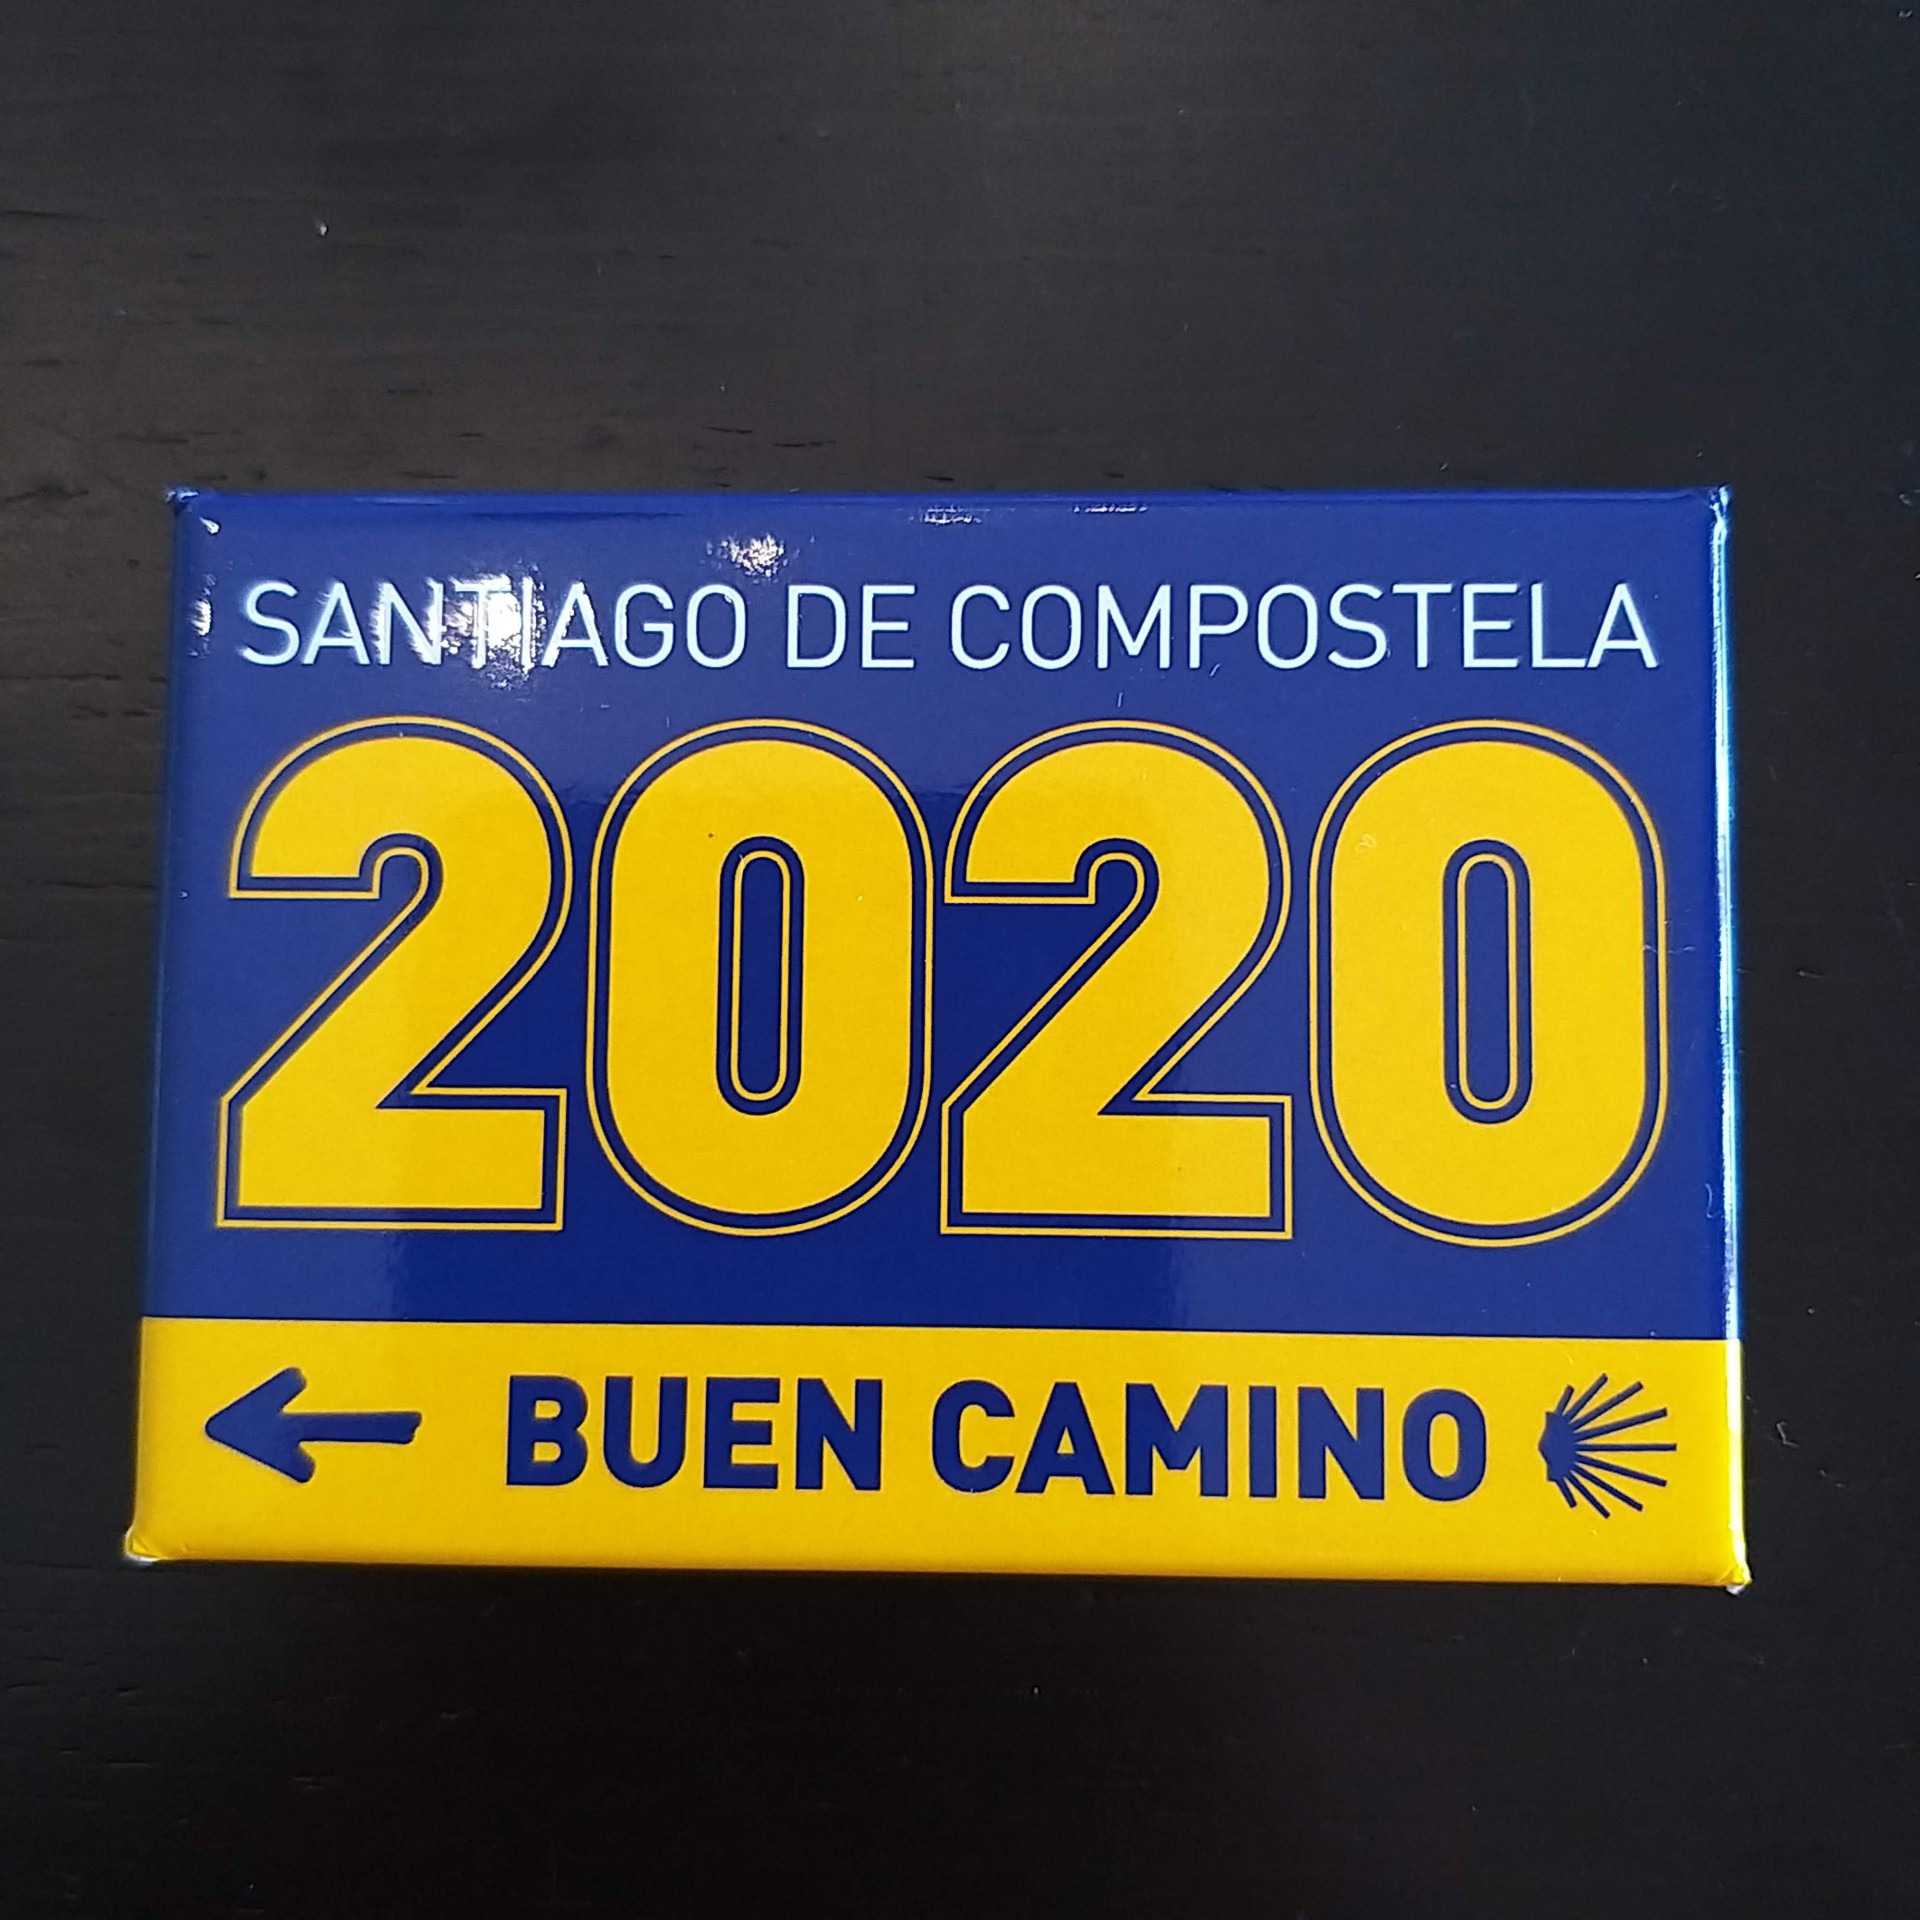 SANTIAGO DE COMPOSTELA
2020
BUEN CAMINO